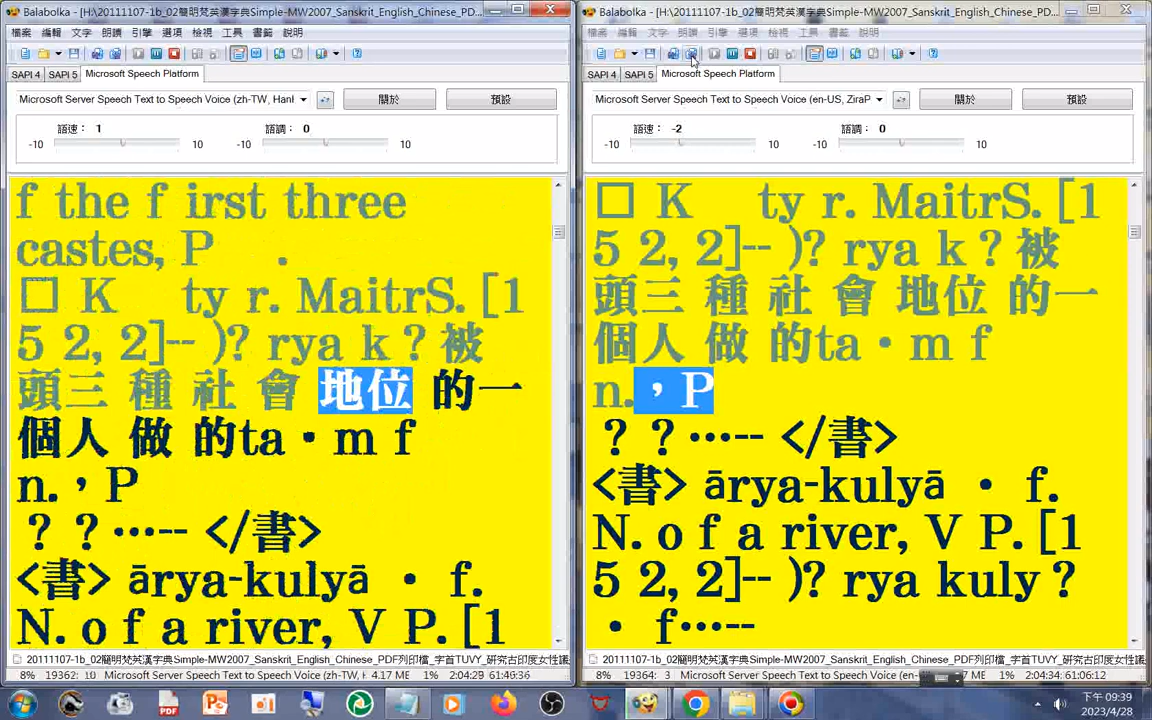 Balabolka - [H:\20111107-1b_02簡明梵英漢字典Simple-MW2007_Sanskrit_English_Chinese_PD...
檔案 編輯 文字 朗讀 引擎 選項 檢視 工具 書籤 說明
SAPI 4 SAPI 5 Microsoft Speech Platform
Microsoft Server Speech Text to Speech Voice (zh-TW, Hanl 關於 預設
語速： 1 語調： 0
-10 10 -10 10
f the f irst three
castes, P .
□ K ty r. MaitrS. [1
5 2, 2]-- )? rya k ? 被
頭三 種 社 會 地位 的一
個人 做 的ta・m f
n.，P
? ? …-- </書>
<書> ārya-kulyā ・ f.
N. o f a river, V P. [1
20111107-1b_02簡明梵英漢字典Simple-MW2007_Sanskrit_English_Chinese_PDF列印檔_字首TUVY_研究古印度女性議
8% 19362: 10 Microsoft Server Speech Text to Speech Voice (zh-TW, H 4.17 ME 1% 2:04:29 61:46:36
Balabolka - [H:\20111107-1b_02簡明梵英漢字典Simple-MW2007_Sanskrit_English_Chinese_PD...
檔案 編輯 文字 朗讀 引擎 選項 檢視 工具 書籤 說明
SAPI 4 SAPI 5 Microsoft Speech Platform
Microsoft Server Speech Text to Speech Voice (en-US, ZiraP 關於 預設
語速： -2 語調： 0
-10 10 -10 10
□ K ty r. MaitrS. [1
5 2, 2]-- )? rya k ? 被
頭三 種 社 會 地位 的一
個人 做 的ta・m f
n.，P
? ? …-- </書>
<書> ārya-kulyā ・ f.
N. o f a river, V P. [1
5 2, 2]-- )? rya kuly ?
・ f…--
20111107-1b_02簡明梵英漢字典Simple-MW2007_Sanskrit_English_Chinese_PDF列印檔_字首TUVY_研究古印度女性議
8% 19364: 3 Microsoft Server Speech Text to Speech Voice (en-US 4.17 ME 1% 2:04:34 61:06:12
下午 09:39
2023/4/28